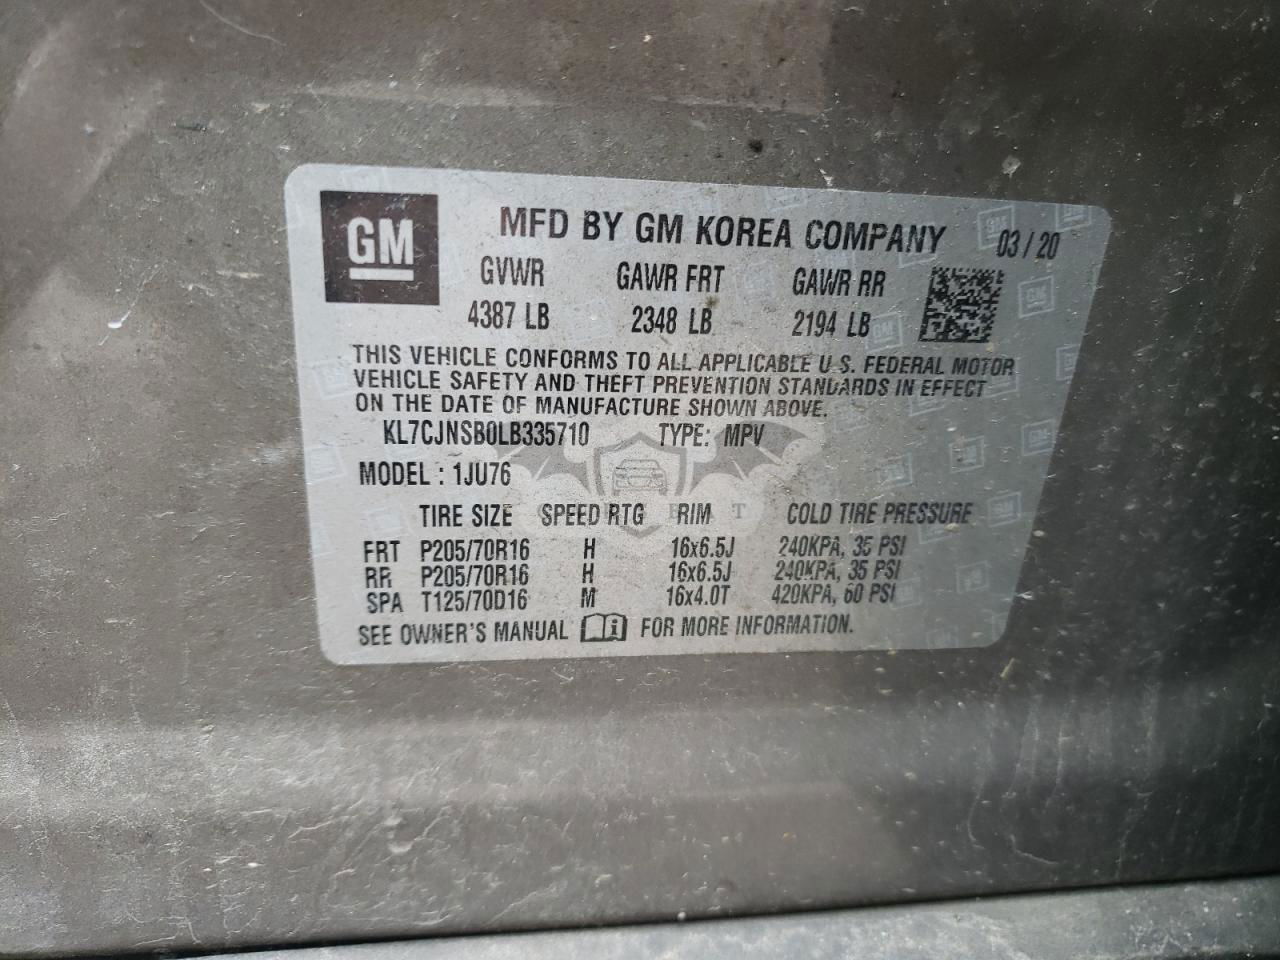 GM MFD BY GM KOREA COMPANY 03/20
GVWR GAWR FRT GAWR RR
4387 LB 2348 LB 2194 LB
THIS VEHICLE CONFORMS TO ALL APPLICABLE U.S. FEDERAL MOTOR
VEHICLE SAFETY AND THEFT PREVENTION STANDARDS IN EFFECT
ON THE DATE OF MANUFACTURE SHOWN ABOVE.
KL7CJNSB0LB335710 TYPE: MPV
MODEL : 1JU76
TIRE SIZE SPEED RTG RIM COLD TIRE PRESSURE
FRT P205/70R16 H 16x6.5J 240KPA, 35 PSI
RR P205/70R16 H 16x6.5J 240KPA, 35 PSI
SPA T125/70D16 M 16x4.0T 420KPA, 60 PSI
SEE OWNER'S MANUAL FOR MORE INFORMATION.